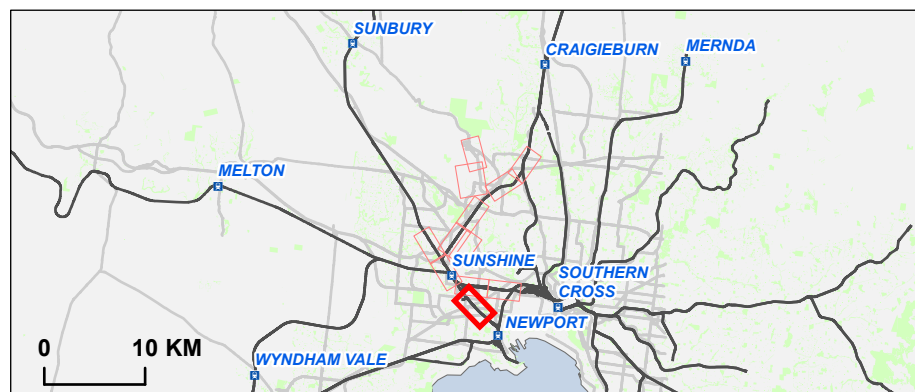 SUNBURY
CRAIGIEBURN
MERNDA
MELTON
SUNSHINE
SOUTHERN
CROSS
NEWPORT
0
10 KM
WYNDHAM VALE